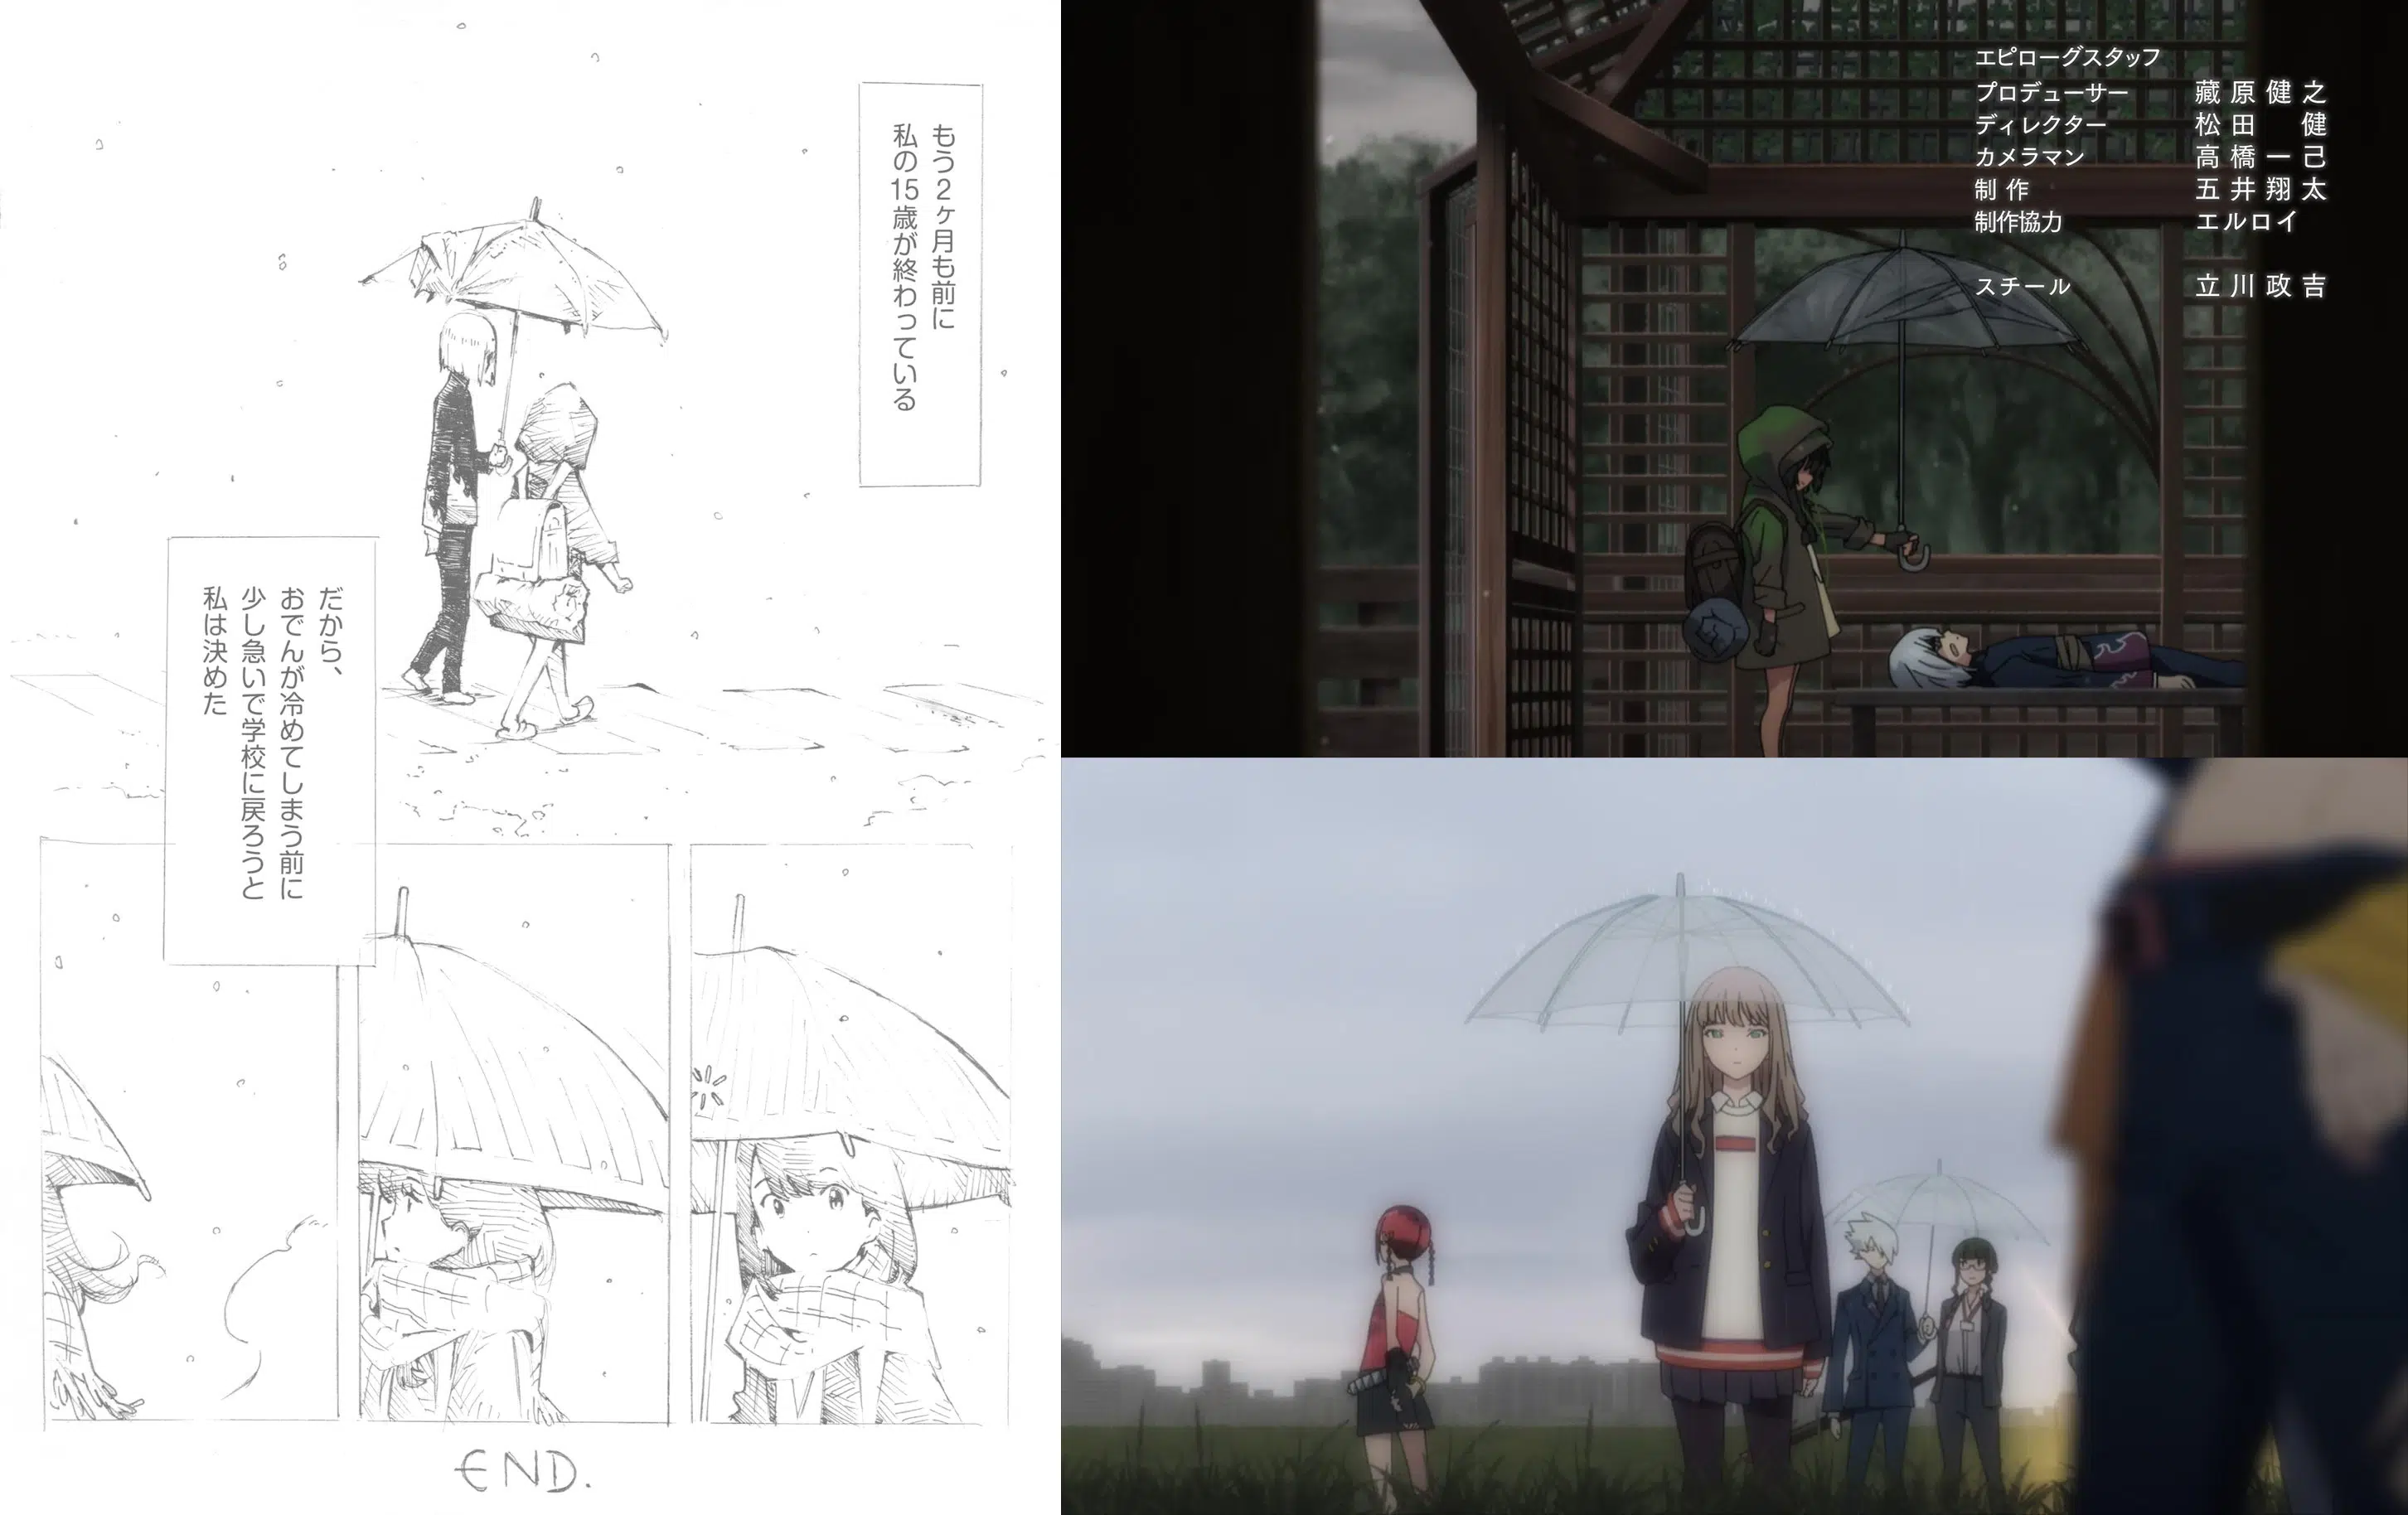 もう2ヶ月も前に
私の15歳が終わっている
だから、
おでんが冷めてしまう前に
少し急いで学校に戻ろうと
私は決めた
END.
エピローグスタッフ
プロデューサー 藏原健之
ディレクター 松田 健
カメラマン 高橋一己
制作 五井翔太
制作協力 エルロイ
スチール 立川政吉